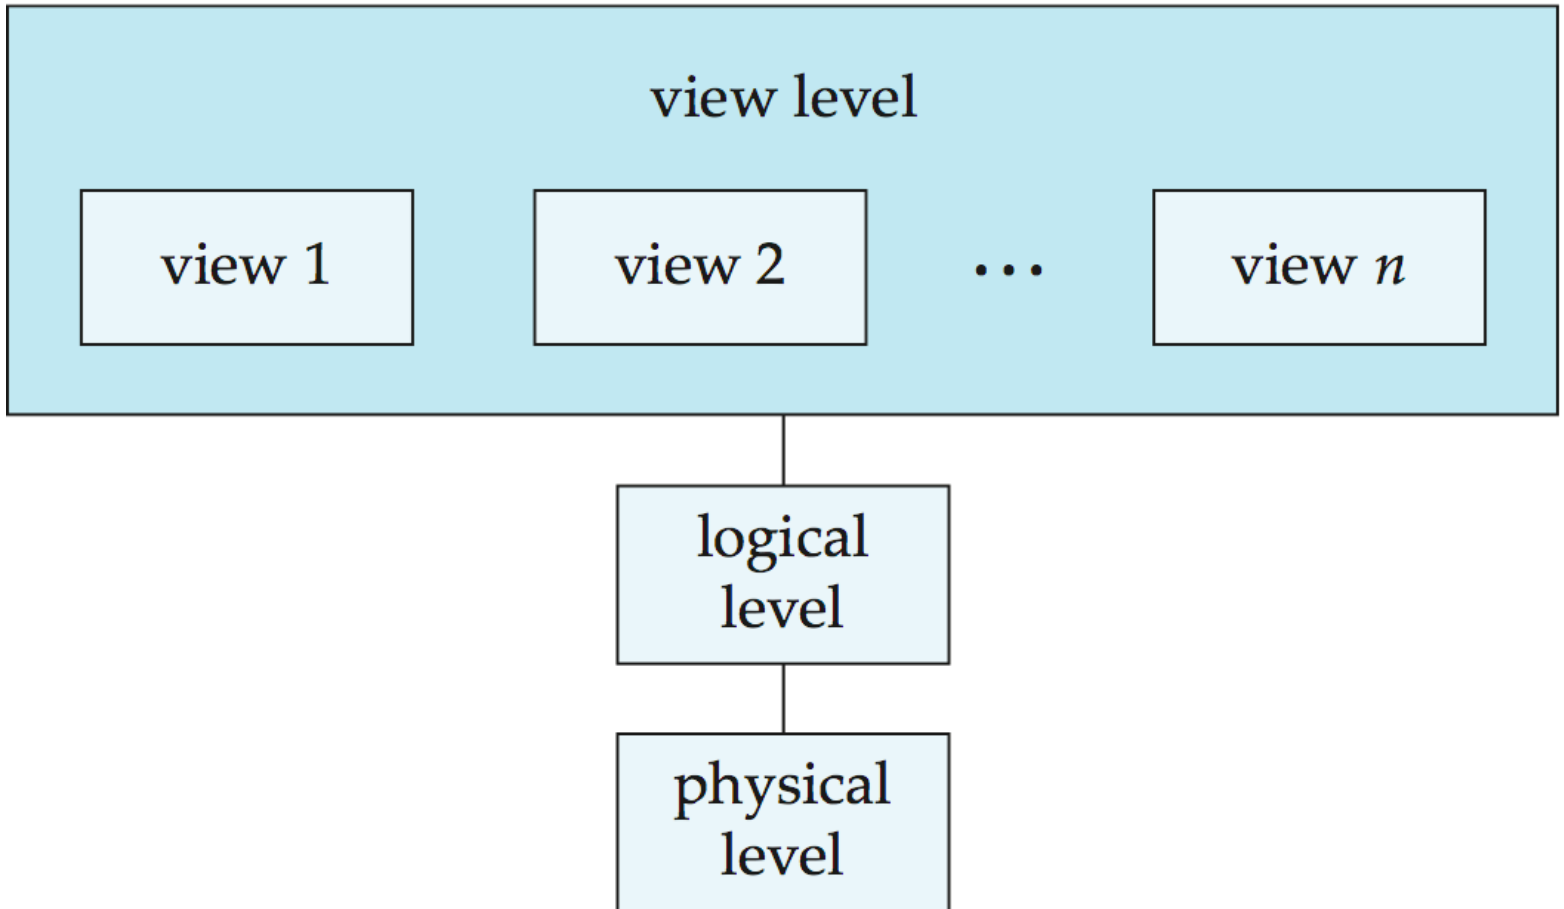 view level
view 1
view 2
...
view n
logical
level
physical
level